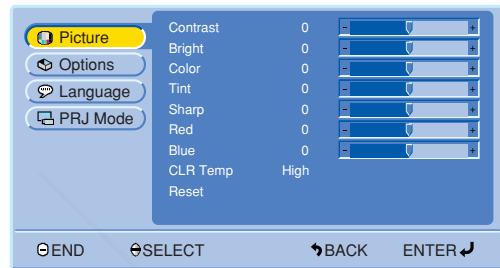 Picture
Options
Language
PRJ Mode
Contrast 0 - +
Bright 0 - +
Color 0 - +
Tint 0 - +
Sharp 0 - +
Red 0 - +
Blue 0 - +
CLR Temp High
Reset
END SELECT BACK ENTER